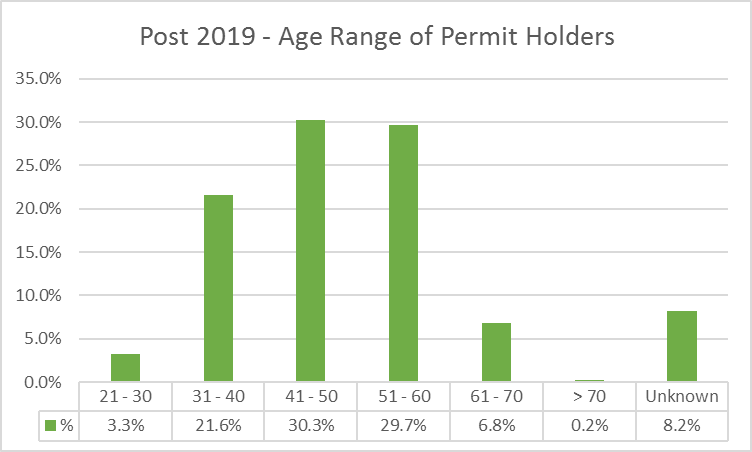 Post 2019 - Age Range of Permit Holders
35.0%
30.0%
25.0%
20.0%
15.0%
10.0%
5.0%
0.0%
21 - 30 31 - 40 41 - 50 51 - 60 61 - 70 > 70 Unknown
% 3.3% 21.6% 30.3% 29.7% 6.8% 0.2% 8.2%